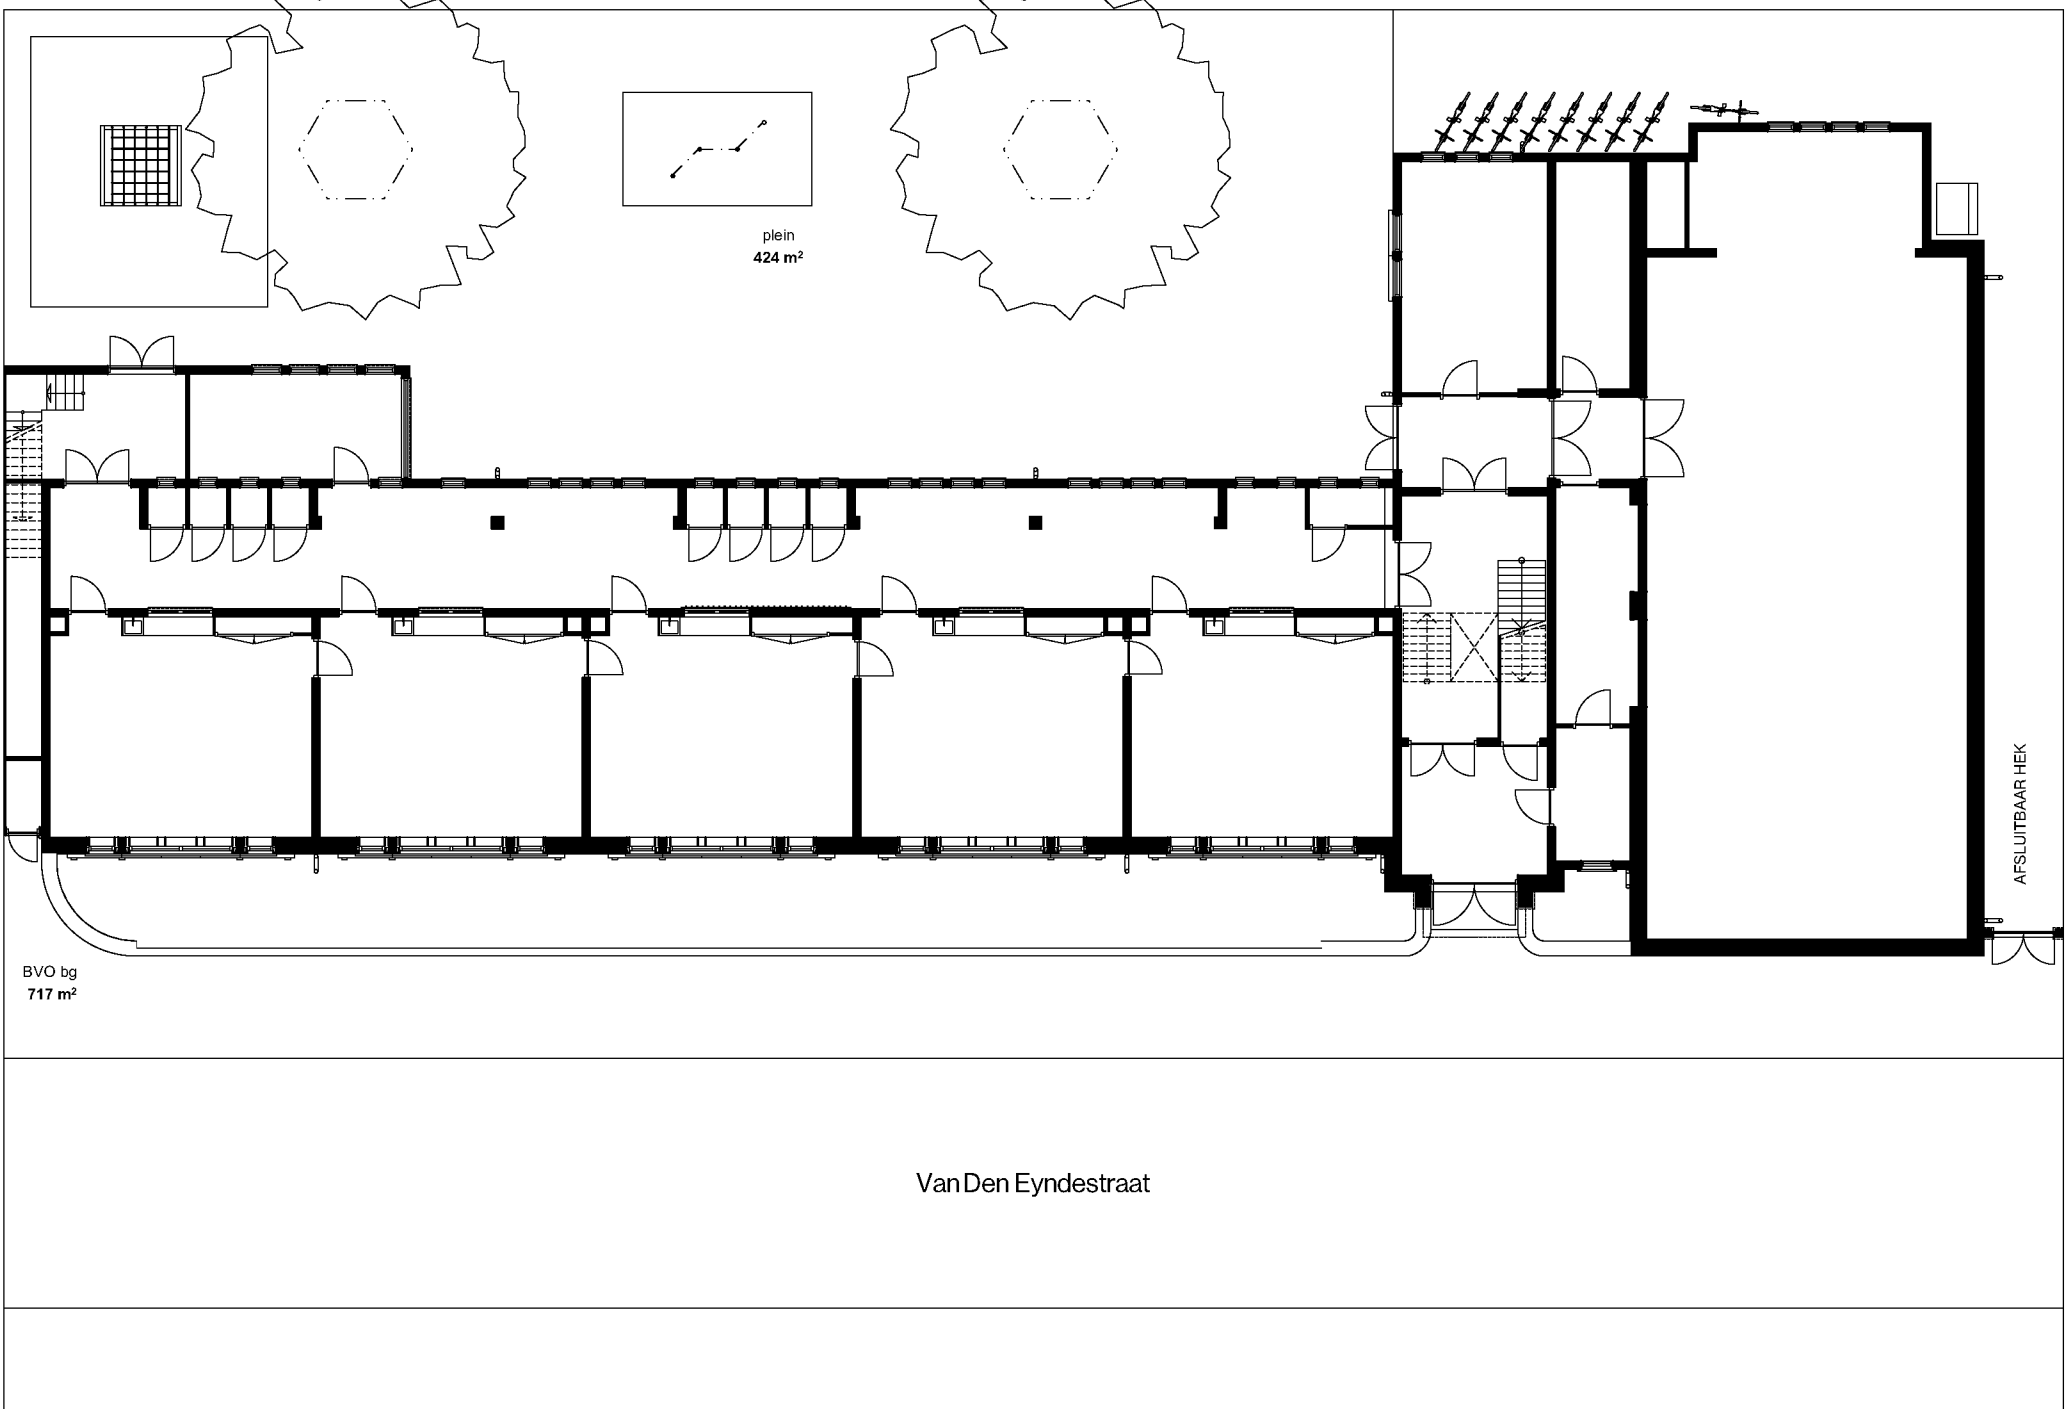 plein
424 m²
AFSLUITBAAR HEK
BVO bg
717 m²
Van Den Eyndestraat